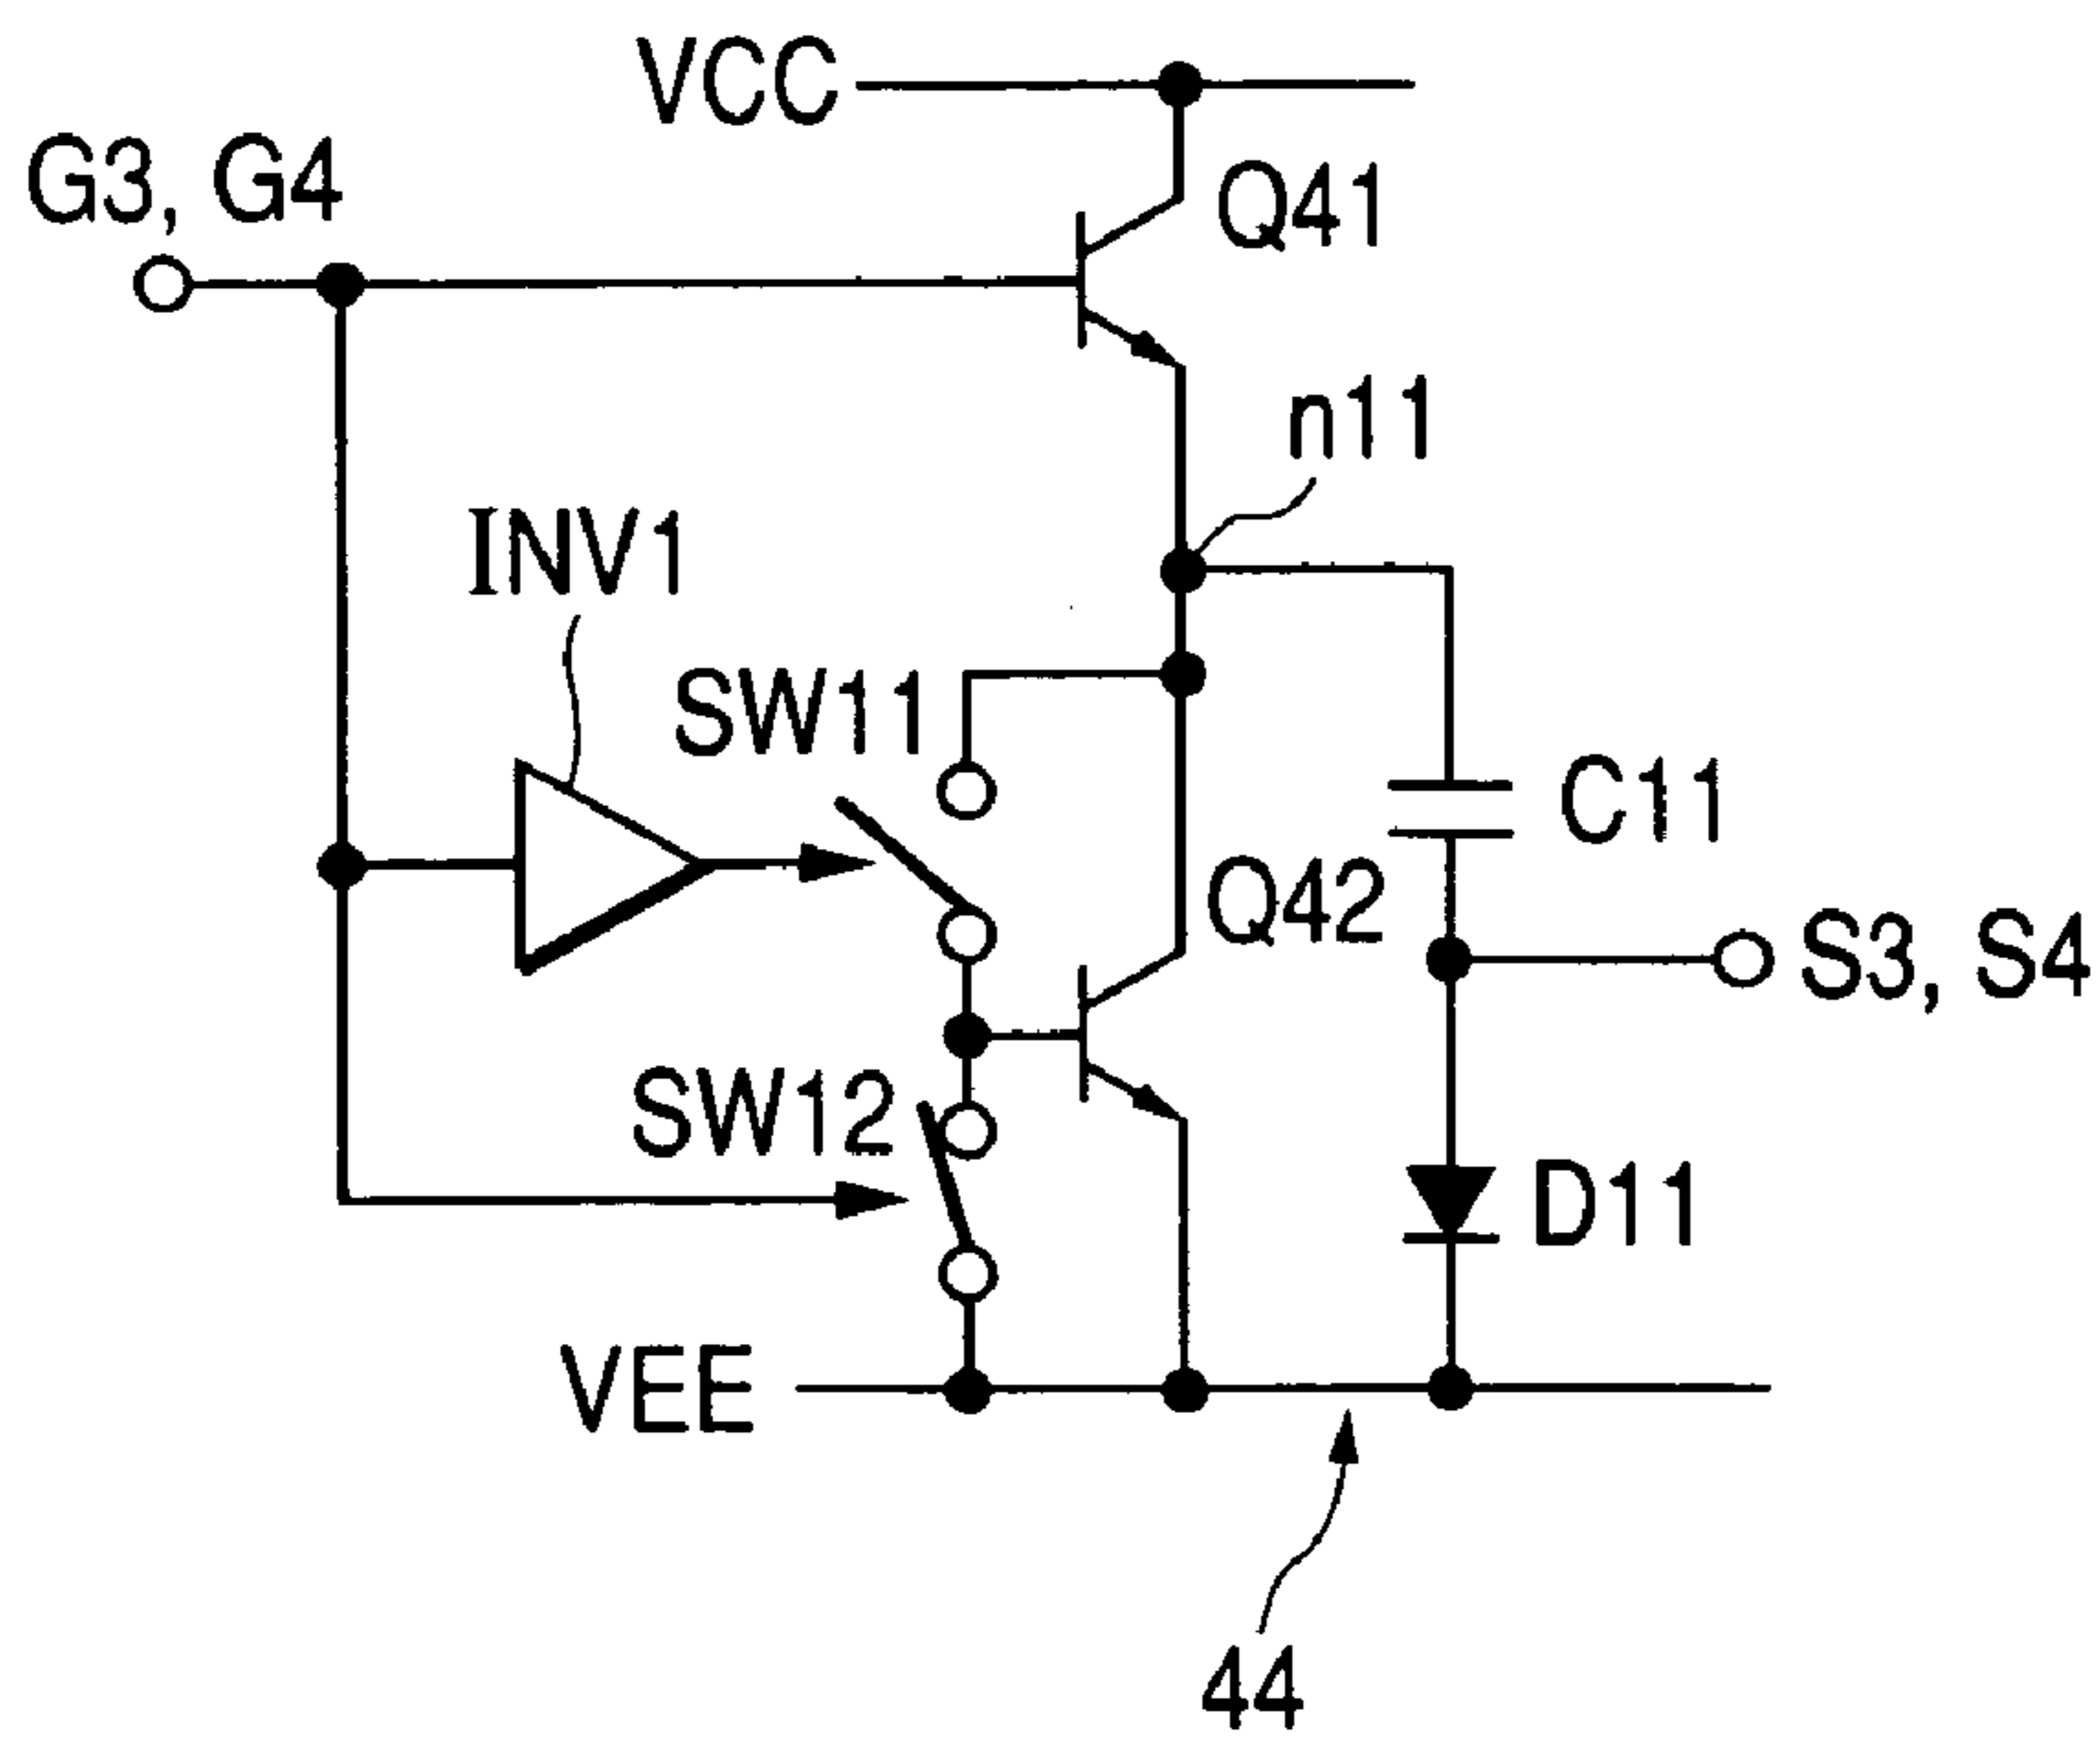 VCC
G3, G4
Q41
n11
INV1
SW11
C11
Q42
S3, S4
SW12
D11
VEE
44